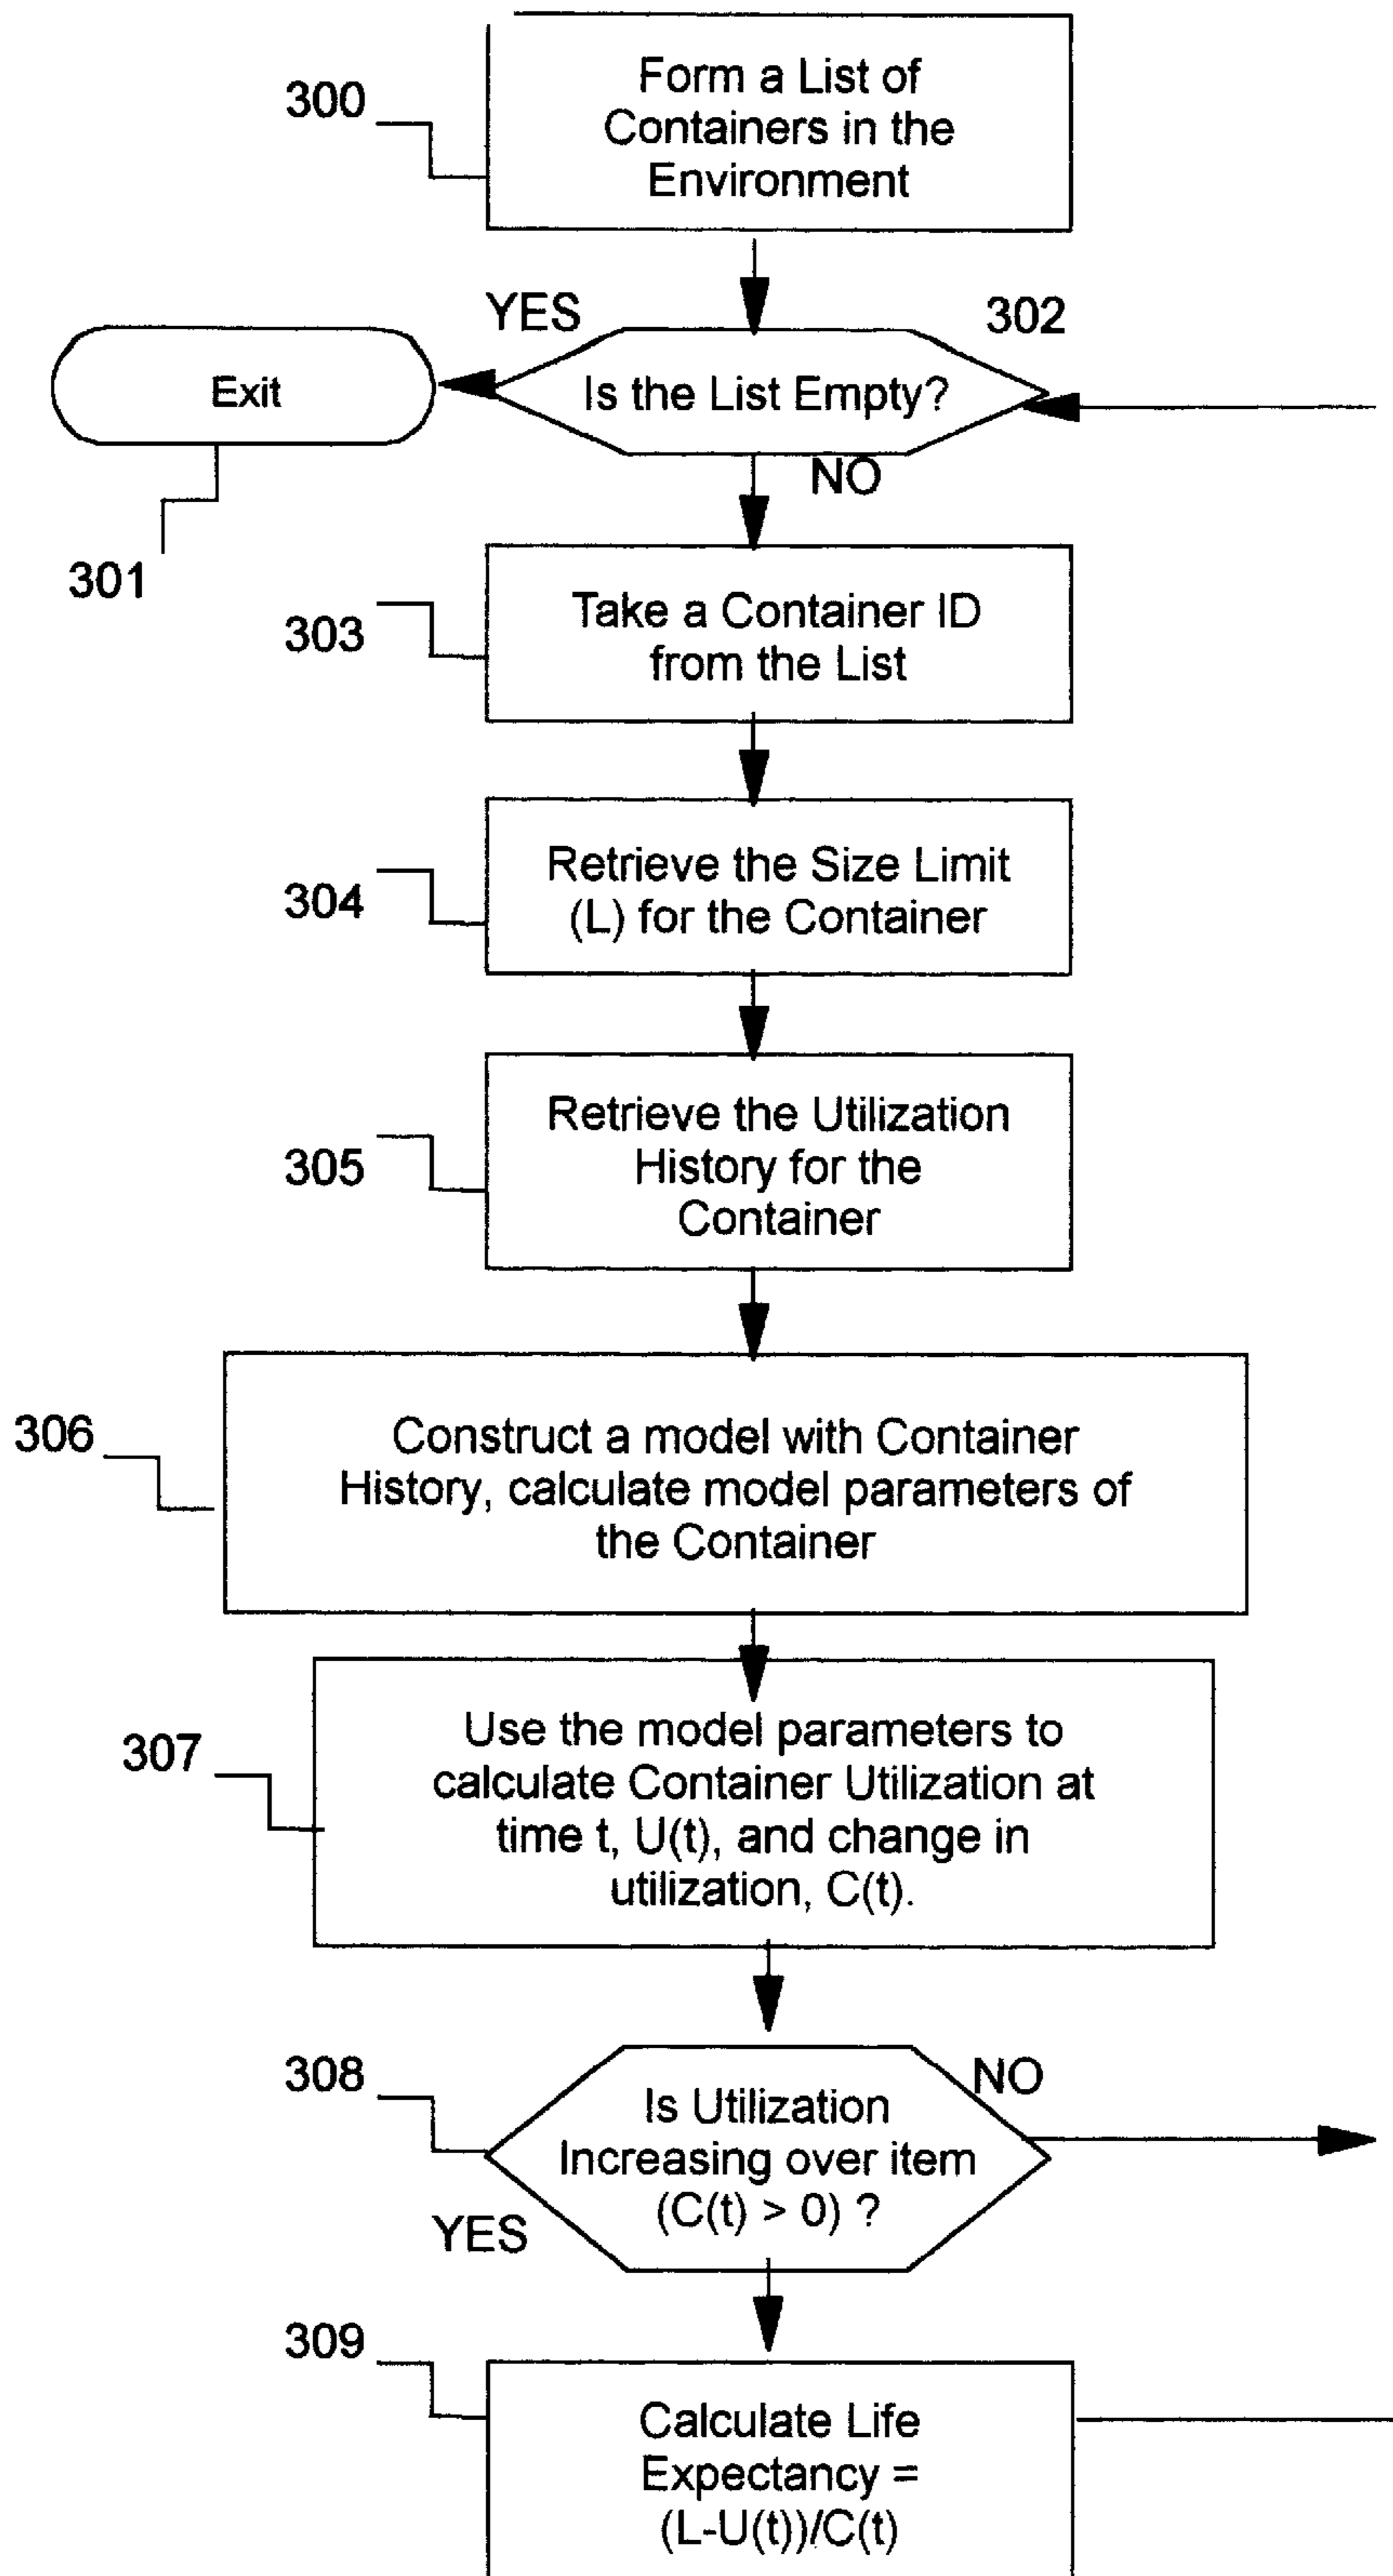 300
Form a List of
Containers in the
Environment
YES
302
Exit
Is the List Empty?
NO
301
303
Take a Container ID
from the List
304
Retrieve the Size Limit
(L) for the Container
305
Retrieve the Utilization
History for the
Container
306
Construct a model with Container
History, calculate model parameters of
the Container
307
Use the model parameters to
calculate Container Utilization at
time t, U(t), and change in
utilization, C(t).
308
NO
Is Utilization
Increasing over item
(C(t) > 0) ?
YES
309
Calculate Life
Expectancy =
(L-U(t))/C(t)